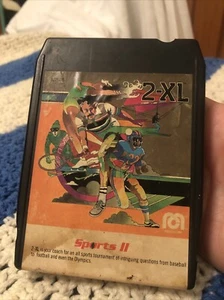 2-XL
Sports II
2-XL is your coach for an all sports tournament of intriguing questions from baseball
to football and even the Olympics.